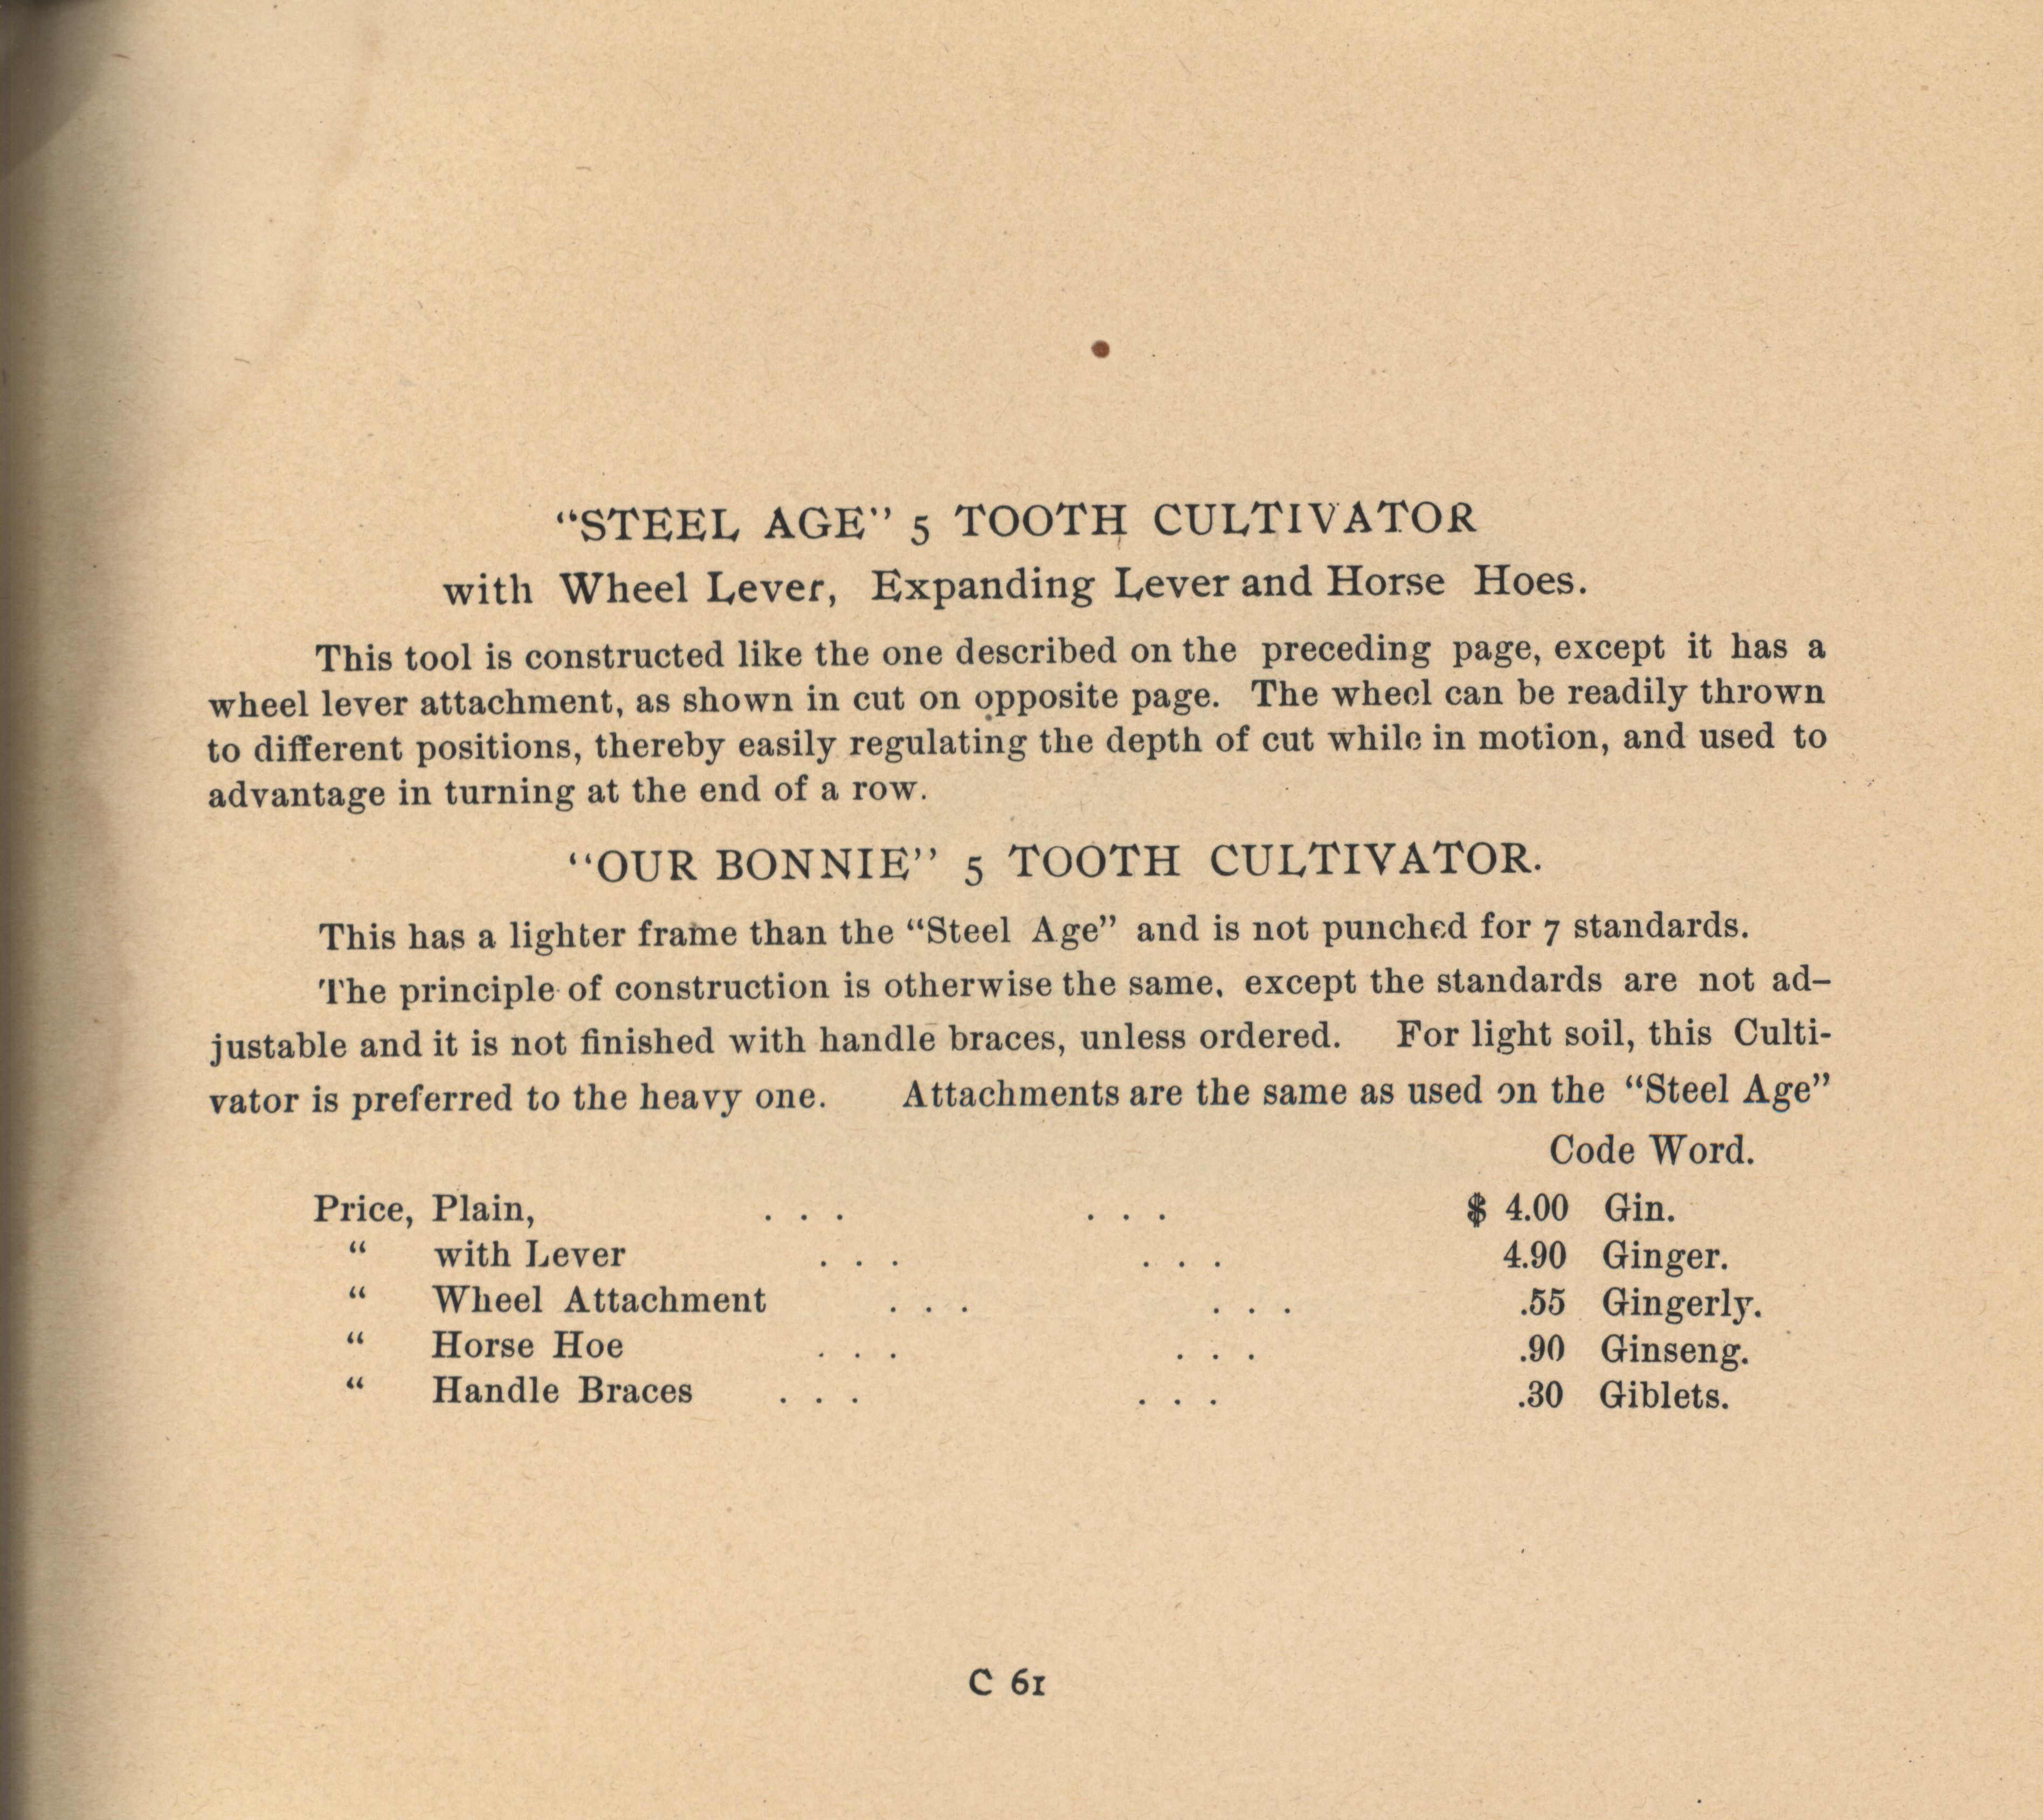 “STEEL AGE” 5 TOOTH CULTIVATOR
with Wheel Lever, Expanding Lever and Horse Hoes.
This tool is constructed like the one described on the preceding page, except it has a
wheel lever attachment, as shown in cut on opposite page. The wheel can be readily thrown
to different positions, thereby easily regulating the depth of cut while in motion, and used to
advantage in turning at the end of a row.
“OUR BONNIE” 5 TOOTH CULTIVATOR.
This has a lighter frame than the “Steel Age” and is not punched for 7 standards.
The principle of construction is otherwise the same, except the standards are not ad-
justable and it is not finished with handle braces, unless ordered. For light soil, this Culti-
vator is preferred to the heavy one. Attachments are the same as used on the “Steel Age”
Code Word.
Price, Plain, . . . . . . $ 4.00 Gin.
“ with Lever . . . . . . 4.90 Ginger.
“ Wheel Attachment . . . . . . .55 Gingerly.
“ Horse Hoe . . . . . . .90 Ginseng.
“ Handle Braces . . . . . . .30 Giblets.
C 61